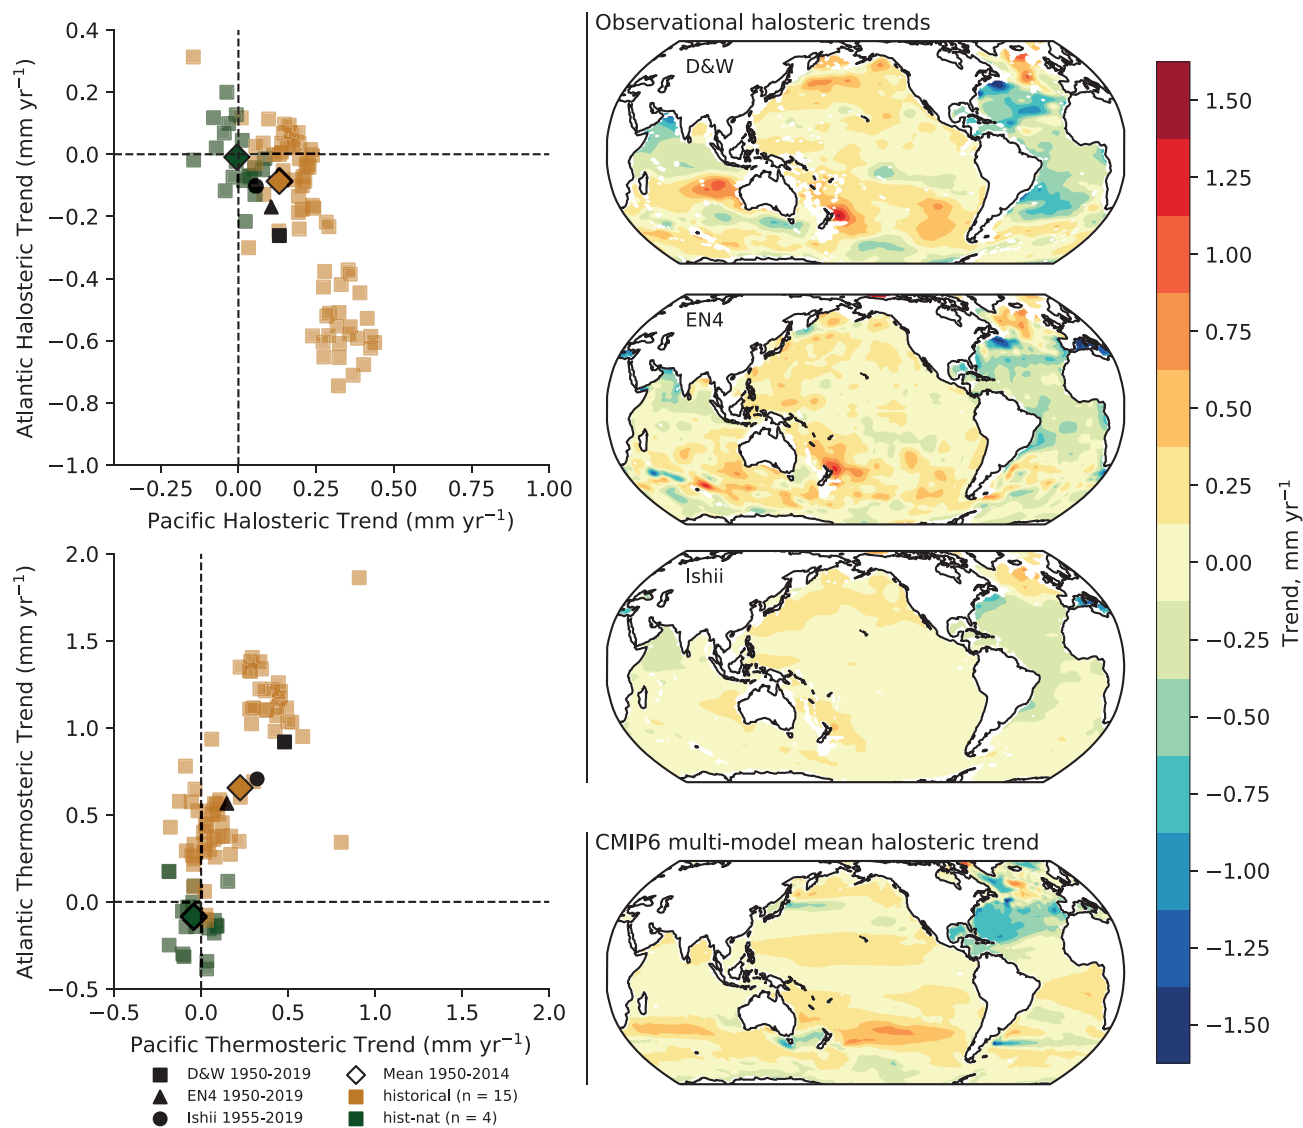 0.4
0.2
0.0
−0.2
−0.4
−0.6
−0.8
−1.0
Atlantic Halosteric Trend (mm yr⁻¹)
−0.25 0.00 0.25 0.50 0.75 1.00
Pacific Halosteric Trend (mm yr⁻¹)
2.0
1.5
1.0
0.5
0.0
−0.5
Atlantic Thermosteric Trend (mm yr⁻¹)
−0.5 0.0 0.5 1.0 1.5 2.0
Pacific Thermosteric Trend (mm yr⁻¹)
D&W 1950-2019
EN4 1950-2019
Ishii 1955-2019
Mean 1950-2014
historical (n = 15)
hist-nat (n = 4)
Observational halosteric trends
D&W
EN4
Ishii
CMIP6 multi-model mean halosteric trend
1.50
1.25
1.00
0.75
0.50
0.25
0.00
−0.25
−0.50
−0.75
−1.00
−1.25
−1.50
Trend, mm yr⁻¹